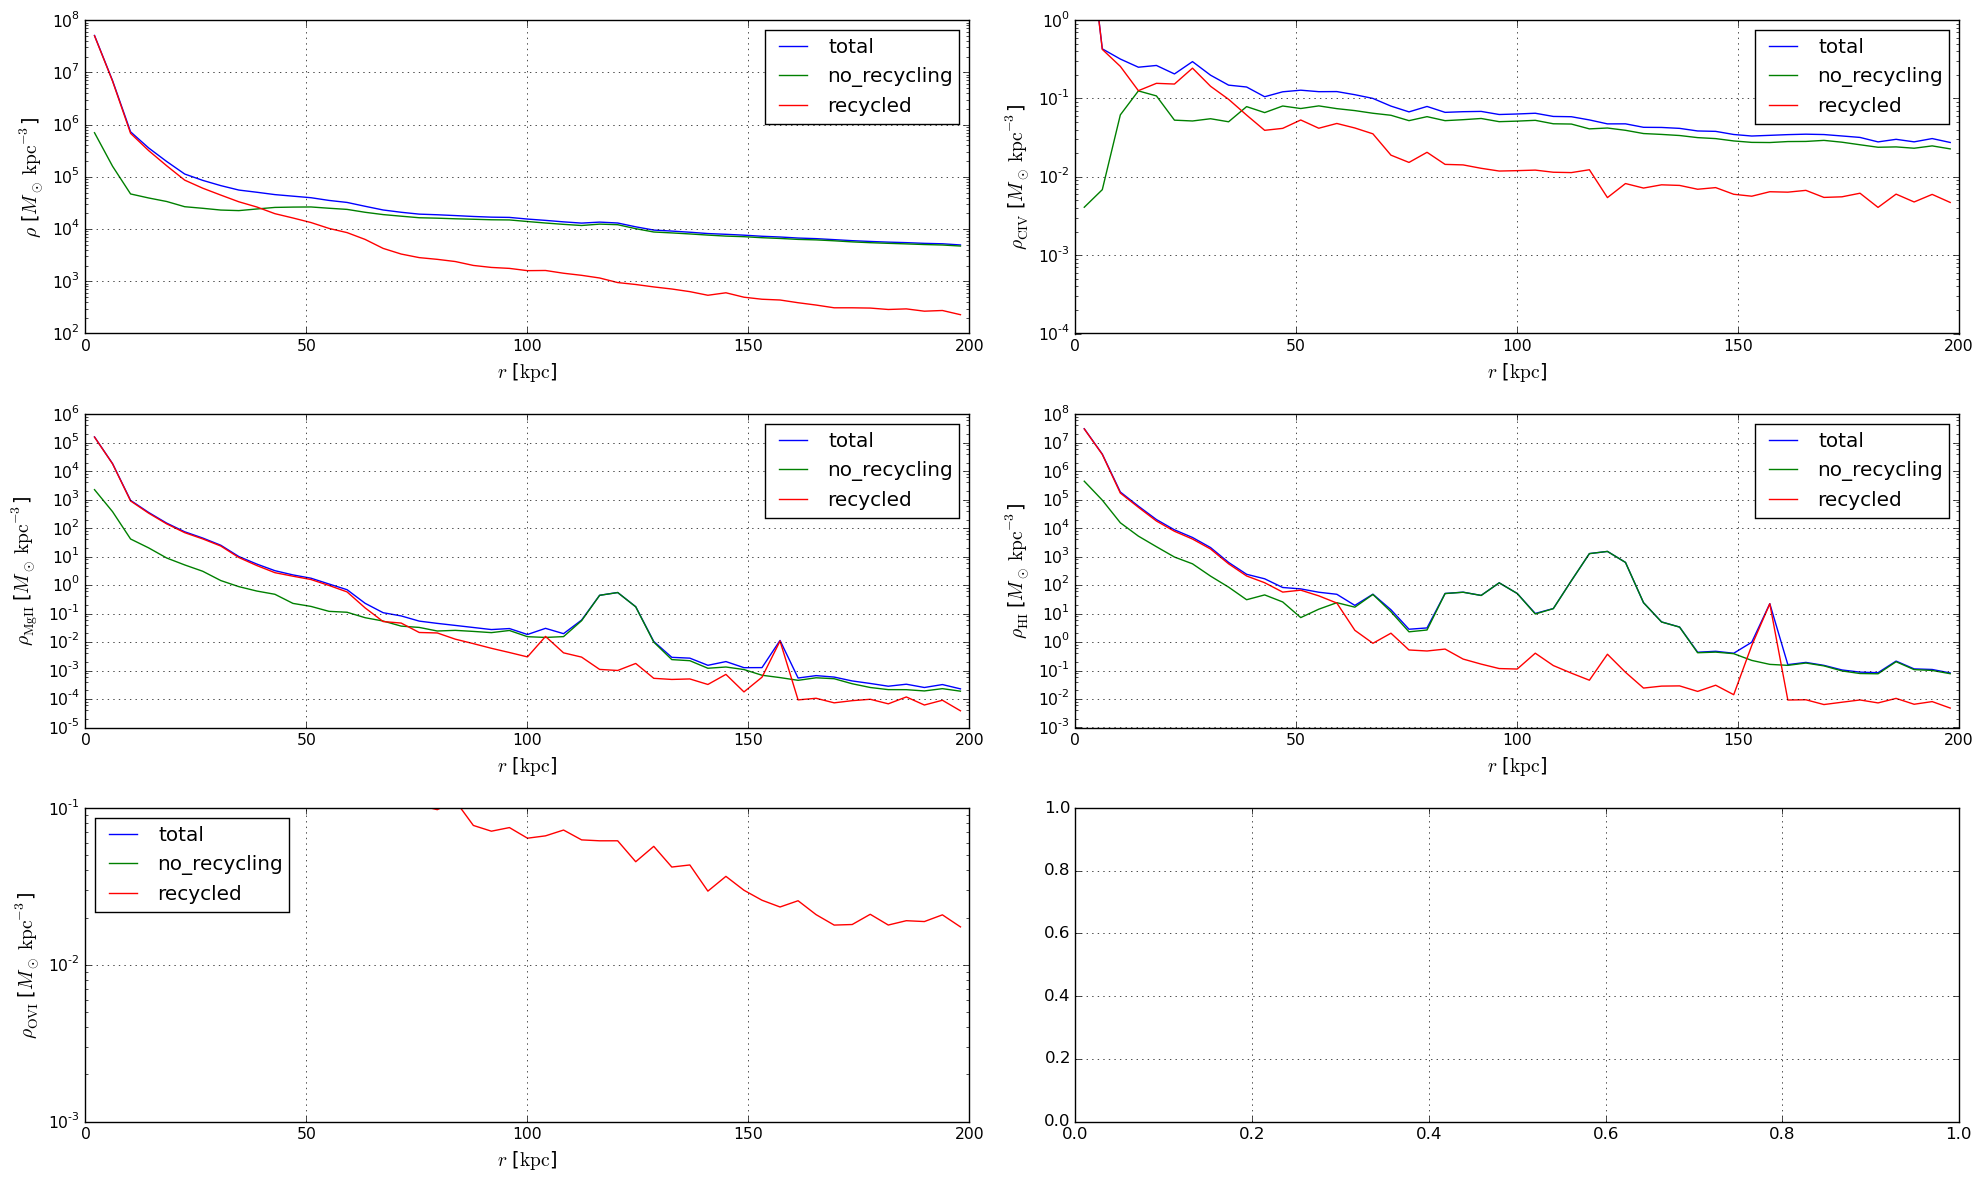 10^8
10^7
10^6
10^5
10^4
10^3
10^2
ρ [M_⊙ kpc^−3]
total
no_recycling
recycled
0 50 100 150 200
r [kpc]
10^0
10^-1
10^-2
10^-3
10^-4
ρ_CIV [M_⊙ kpc^−3]
total
no_recycling
recycled
0 50 100 150 200
r [kpc]
10^6
10^5
10^4
10^3
10^2
10^1
10^0
10^-1
10^-2
10^-3
10^-4
10^-5
ρ_MgII [M_⊙ kpc^−3]
total
no_recycling
recycled
0 50 100 150 200
r [kpc]
10^8
10^7
10^6
10^5
10^4
10^3
10^2
10^1
10^0
10^-1
10^-2
10^-3
ρ_HI [M_⊙ kpc^−3]
total
no_recycling
recycled
0 50 100 150 200
r [kpc]
10^-1
10^-2
10^-3
ρ_OVI [M_⊙ kpc^−3]
total
no_recycling
recycled
0 50 100 150 200
r [kpc]
1.0
0.8
0.6
0.4
0.2
0.0
0.0 0.2 0.4 0.6 0.8 1.0